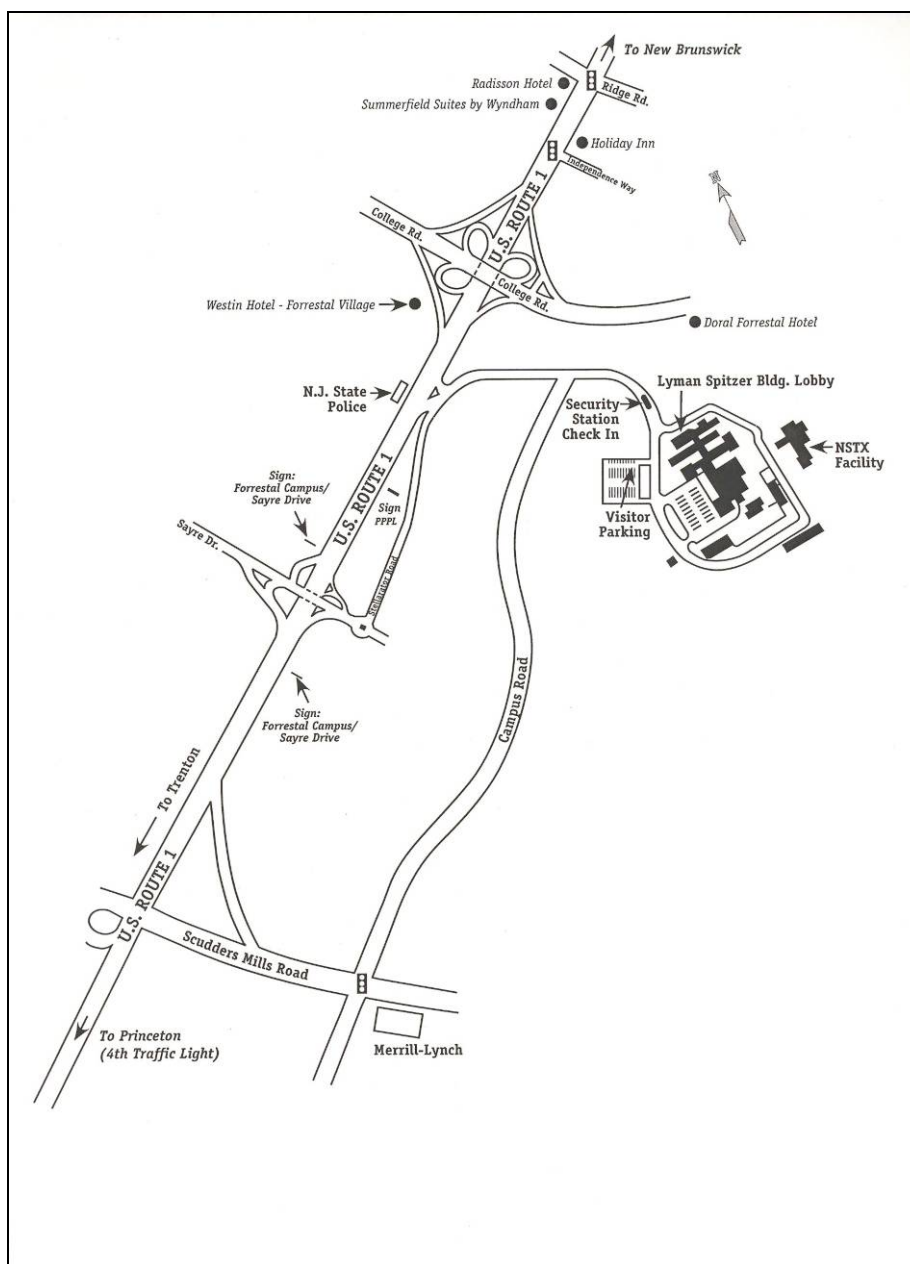 To New Brunswick
Radisson Hotel
Ridge Rd.
Summerfield Suites by Wyndham
Holiday Inn
Independence Way
U.S. ROUTE 1
College Rd.
College Rd.
Westin Hotel - Forrestal Village
Doral Forrestal Hotel
N.J. State
Police
Lyman Spitzer Bldg. Lobby
Security
Station
Check In
NSTX
Facility
Sign:
Forrestal Campus/
Sayre Drive
U.S. ROUTE 1
Sign
PPPL
Visitor
Parking
Sayre Dr.
Stellarator Road
Sign:
Forrestal Campus/
Sayre Drive
Campus Road
To Trenton
U.S. ROUTE 1
Scudders Mills Road
To Princeton
(4th Traffic Light)
Merrill-Lynch